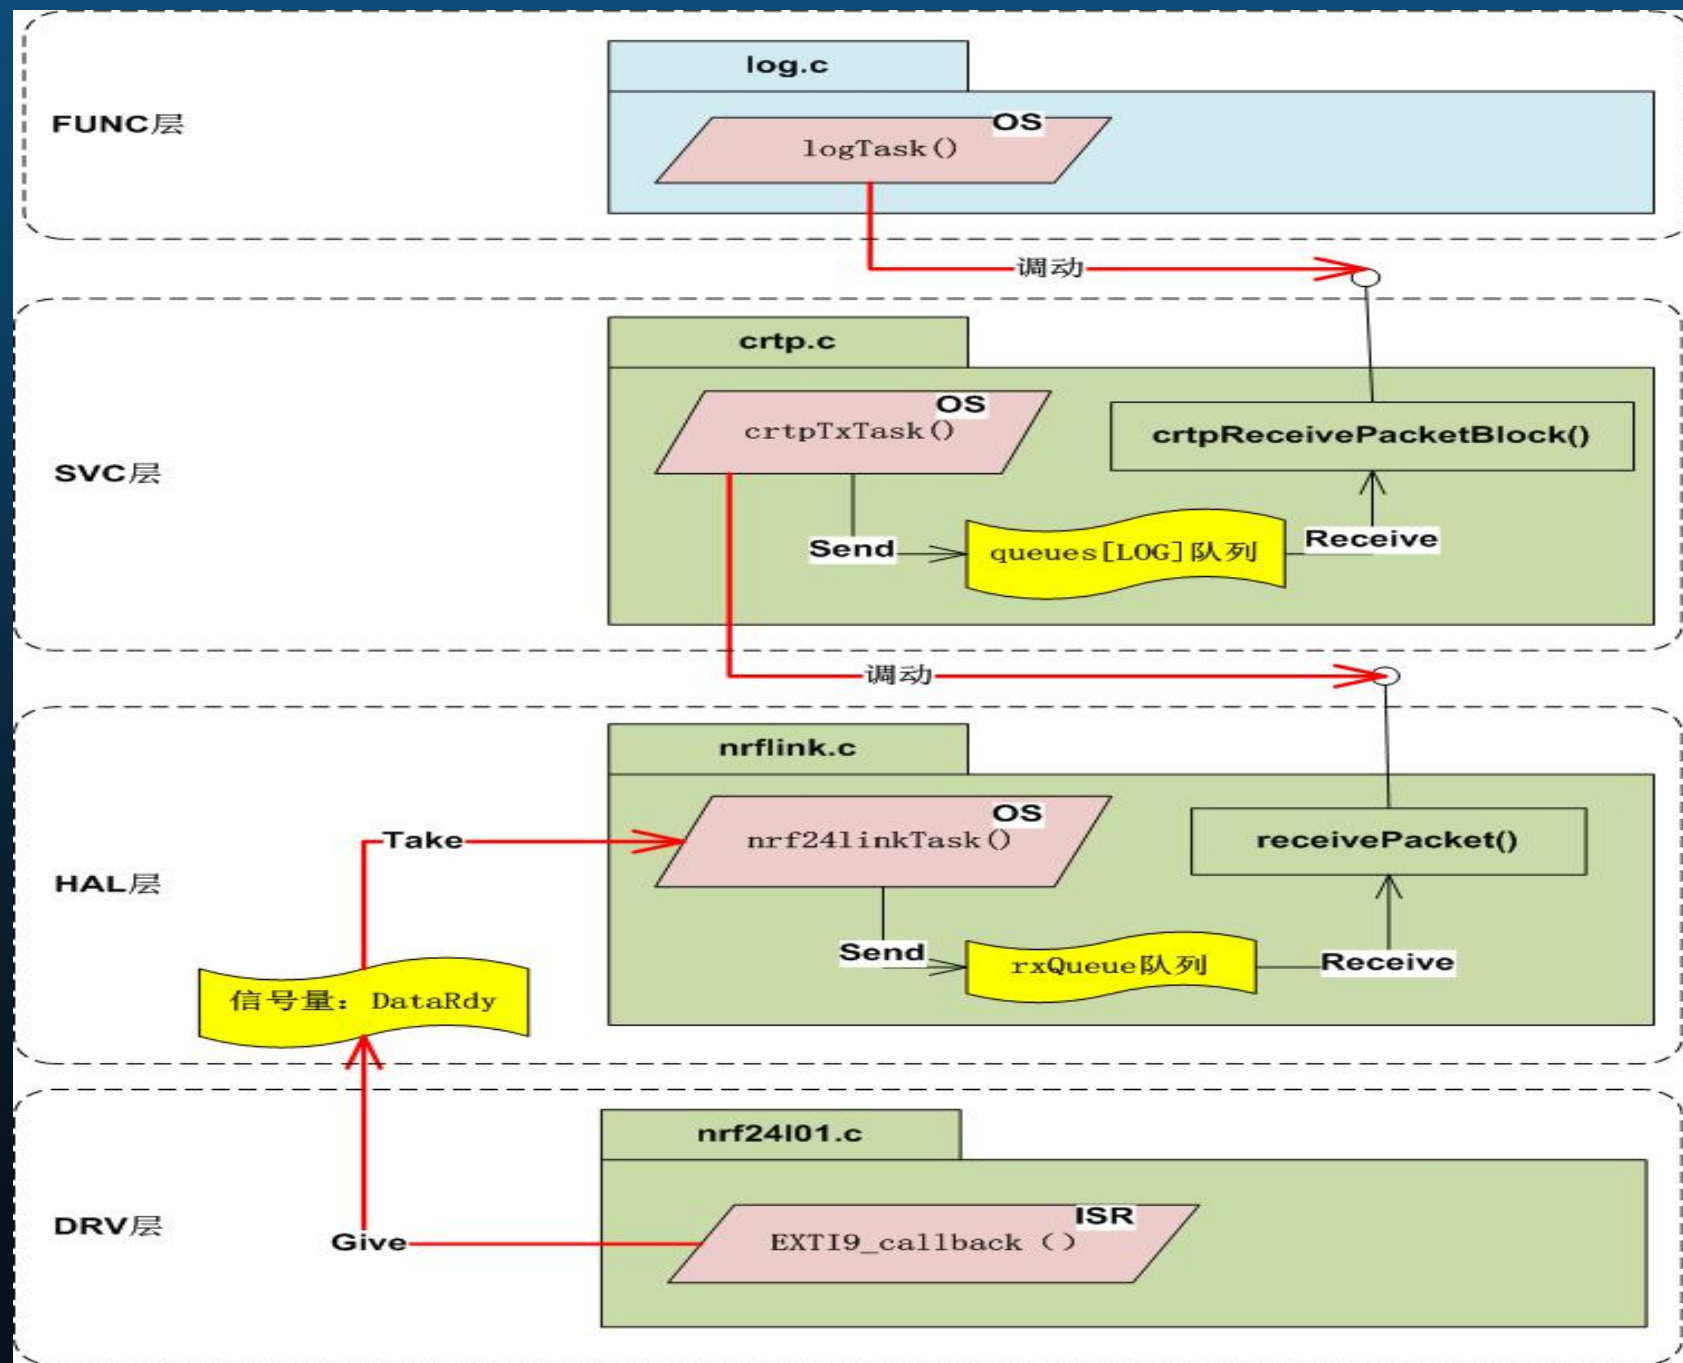 log.c
FUNC层
OS
logTask()
调动
crtp.c
OS
crtpTxTask()
crtpReceivePacketBlock()
SVC层
Send
queues[LOG]队列
Receive
调动
nrflink.c
OS
Take
nrf24linkTask()
receivePacket()
HAL层
Send
rxQueue队列
Receive
信号量：DataRdy
nrf24l01.c
DRV层
ISR
Give
EXTI9_callback ()